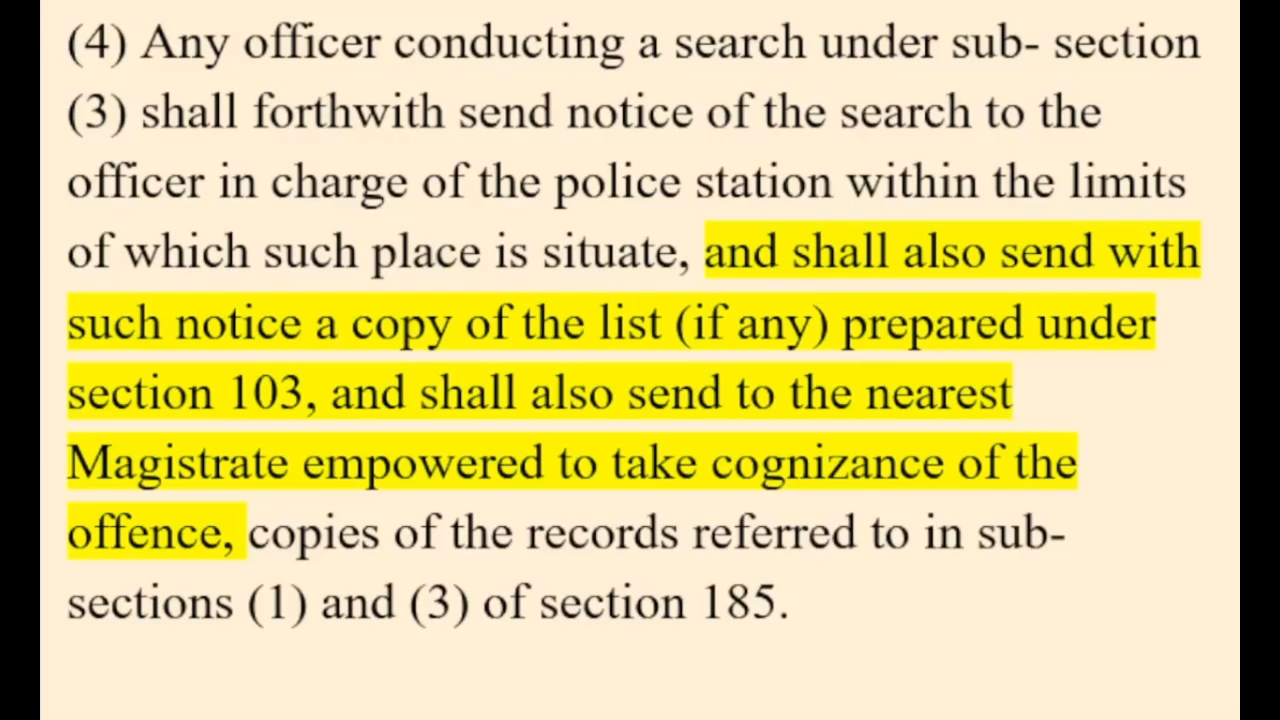 (4) Any officer conducting a search under sub- section
(3) shall forthwith send notice of the search to the
officer in charge of the police station within the limits
of which such place is situate, and shall also send with
such notice a copy of the list (if any) prepared under
section 103, and shall also send to the nearest
Magistrate empowered to take cognizance of the
offence, copies of the records referred to in sub-
sections (1) and (3) of section 185.